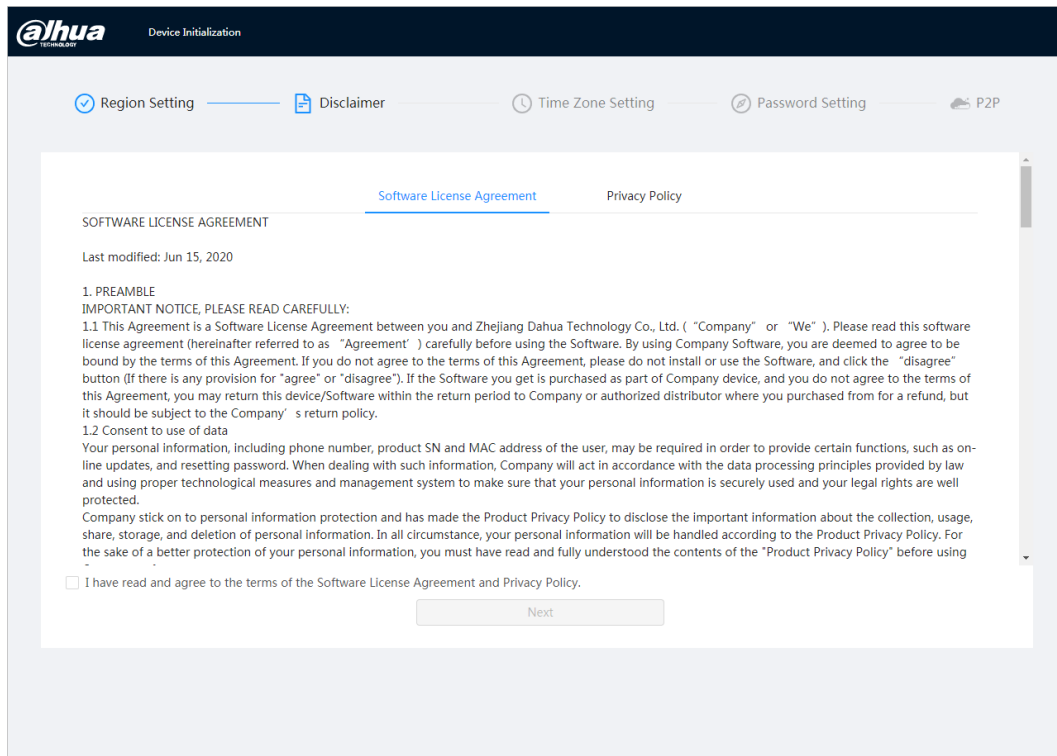 alhua
TECHNOLOGY
Device Initialization
Region Setting
Disclaimer
Time Zone Setting
Password Setting
P2P
Software License Agreement
Privacy Policy
SOFTWARE LICENSE AGREEMENT
Last modified: Jun 15, 2020
1. PREAMBLE
IMPORTANT NOTICE, PLEASE READ CAREFULLY:
1.1 This Agreement is a Software License Agreement between you and Zhejiang Dahua Technology Co., Ltd. ( “Company” or “We” ). Please read this software
license agreement (hereinafter referred to as “Agreement’ ) carefully before using the Software. By using Company Software, you are deemed to agree to be
bound by the terms of this Agreement. If you do not agree to the terms of this Agreement, please do not install or use the Software, and click the “disagree”
button (If there is any provision for "agree" or "disagree"). If the Software you get is purchased as part of Company device, and you do not agree to the terms of
this Agreement, you may return this device/Software within the return period to Company or authorized distributor where you purchased from for a refund, but
it should be subject to the Company’ s return policy.
1.2 Consent to use of data
Your personal information, including phone number, product SN and MAC address of the user, may be required in order to provide certain functions, such as on-
line updates, and resetting password. When dealing with such information, Company will act in accordance with the data processing principles provided by law
and using proper technological measures and management system to make sure that your personal information is securely used and your legal rights are well
protected.
Company stick on to personal information protection and has made the Product Privacy Policy to disclose the important information about the collection, usage,
share, storage, and deletion of personal information. In all circumstance, your personal information will be handled according to the Product Privacy Policy. For
the sake of a better protection of your personal information, you must have read and fully understood the contents of the "Product Privacy Policy" before using
I have read and agree to the terms of the Software License Agreement and Privacy Policy.
Next